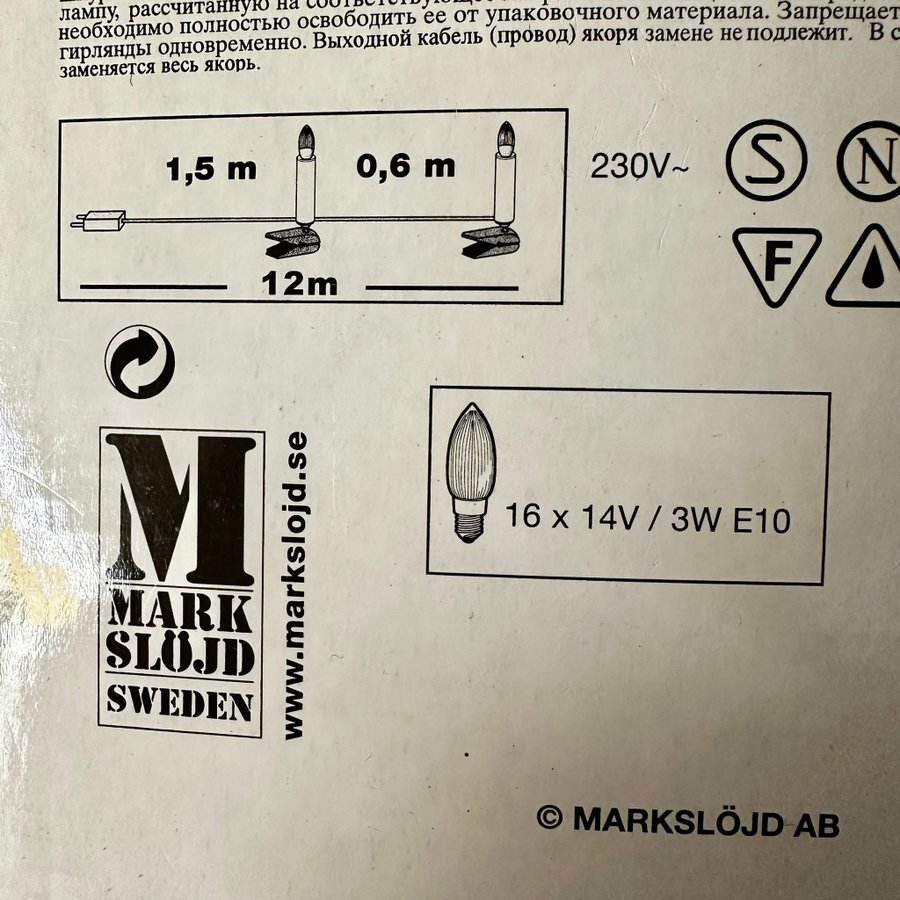 лампу, рассчитанную на
необходимо полностью освободить ее от упаковочного материала. Запрещает
гирлянды одновременно. Выходной кабель (провод) якоря замене не подлежит. В с
заменяется весь якорь.
1,5 m 0,6 m
12m
230V~
S N
F
M
MARK
SLÖJD
SWEDEN
www.markslojd.se
16 x 14V / 3W E10
© MARKSLÖJD AB